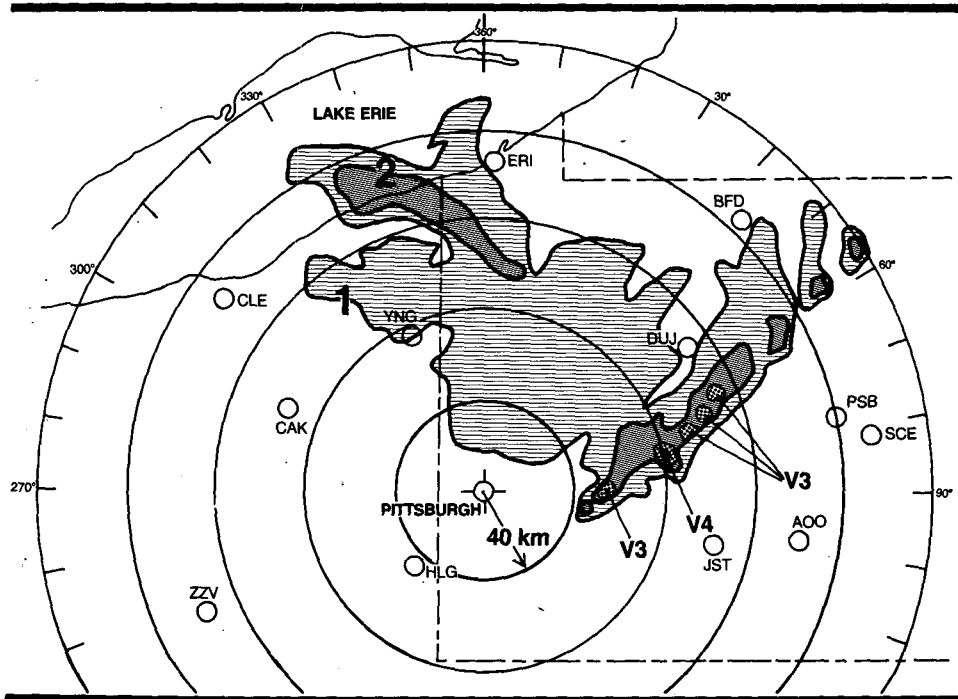 360°
330°
30°
LAKE ERIE
2
ERI
BFD
300°
60°
1
CLE
YNG
DUJ
CAK
PSB
SCE
270°
V3
90°
PITTSBURGH
V4
40 km
V3
AOO
JST
HLG
ZZV